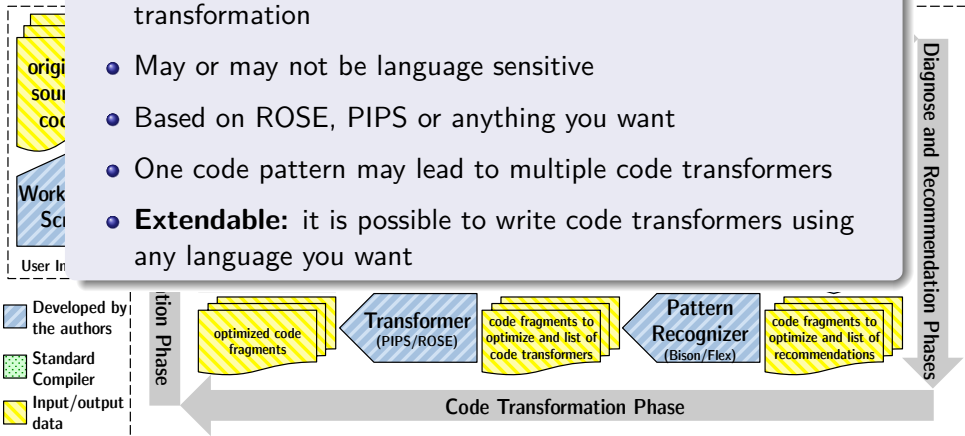 transformation
May or may not be language sensitive
Based on ROSE, PIPS or anything you want
One code pattern may lead to multiple code transformers
Extendable: it is possible to write code transformers using
any language you want
Diagnose and Recommendation Phases
Developed by
the authors
Standard
Compiler
Input/output
data
Phase
optimized code
fragments
Transformer
(PIPS/ROSE)
code fragments to
optimize and list of
code transformers
Pattern
Recognizer
(Bison/Flex)
code fragments to
optimize and list of
recommendations
Code Transformation Phase